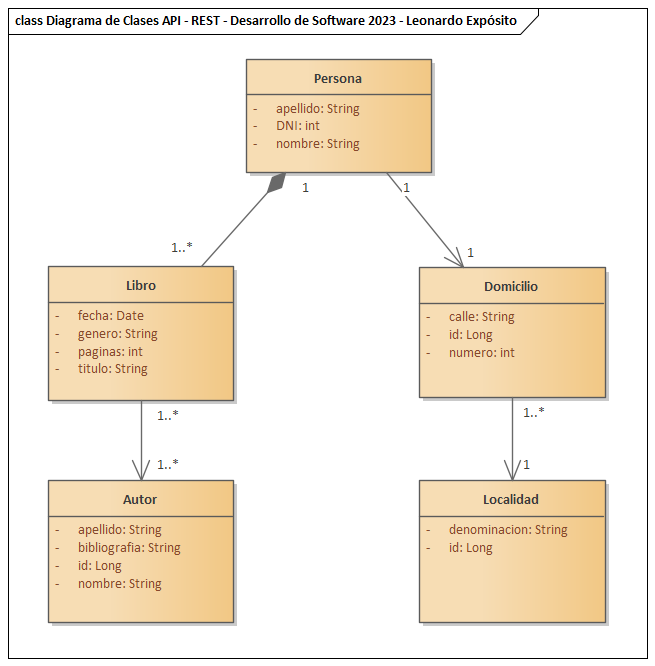 class Diagrama de Clases API - REST - Desarrollo de Software 2023 - Leonardo Expósito
Persona
- apellido: String
- DNI: int
- nombre: String
1
1
1..*
1
Libro
- fecha: Date
- genero: String
- paginas: int
- titulo: String
Domicilio
- calle: String
- id: Long
- numero: int
1..*
1..*
1..*
1
Autor
- apellido: String
- bibliografia: String
- id: Long
- nombre: String
Localidad
- denominacion: String
- id: Long